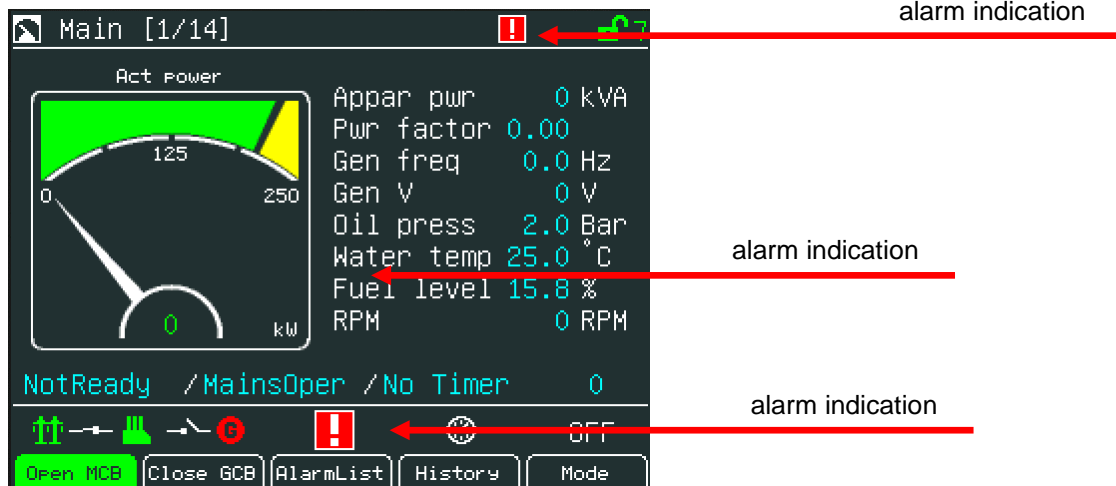 alarm indication
Main [1/14]
7
Act power
125
0
250
0
kW
Appar pwr 0 kVA
Pwr factor 0.00
Gen freq 0.0 Hz
Gen V 0 V
Oil press 2.0 Bar
Water temp 25.0 °C
Fuel level 15.8 %
RPM 0 RPM
alarm indication
NotReady /MainsOper /No Timer 0
alarm indication
G
OFF
Open MCB Close GCB AlarmList History Mode